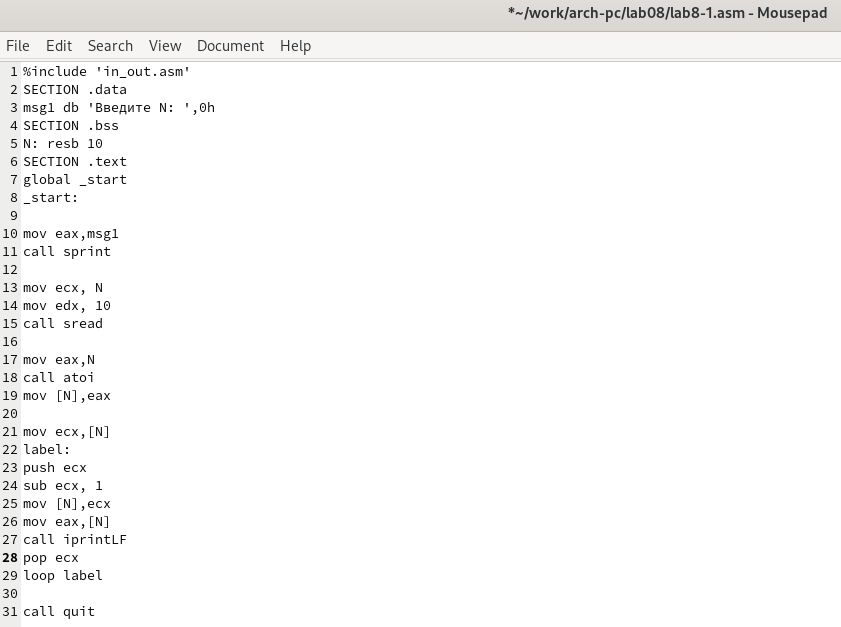 *~/work/arch-pc/lab08/lab8-1.asm - Mousepad
File Edit Search View Document Help
1 %include 'in_out.asm'
2 SECTION .data
3 msg1 db 'Введите N: ',0h
4 SECTION .bss
5 N: resb 10
6 SECTION .text
7 global _start
8 _start:
9
10 mov eax,msg1
11 call sprint
12
13 mov ecx, N
14 mov edx, 10
15 call sread
16
17 mov eax,N
18 call atoi
19 mov [N],eax
20
21 mov ecx,[N]
22 label:
23 push ecx
24 sub ecx, 1
25 mov [N],ecx
26 mov eax,[N]
27 call iprintLF
28 pop ecx
29 loop label
30
31 call quit